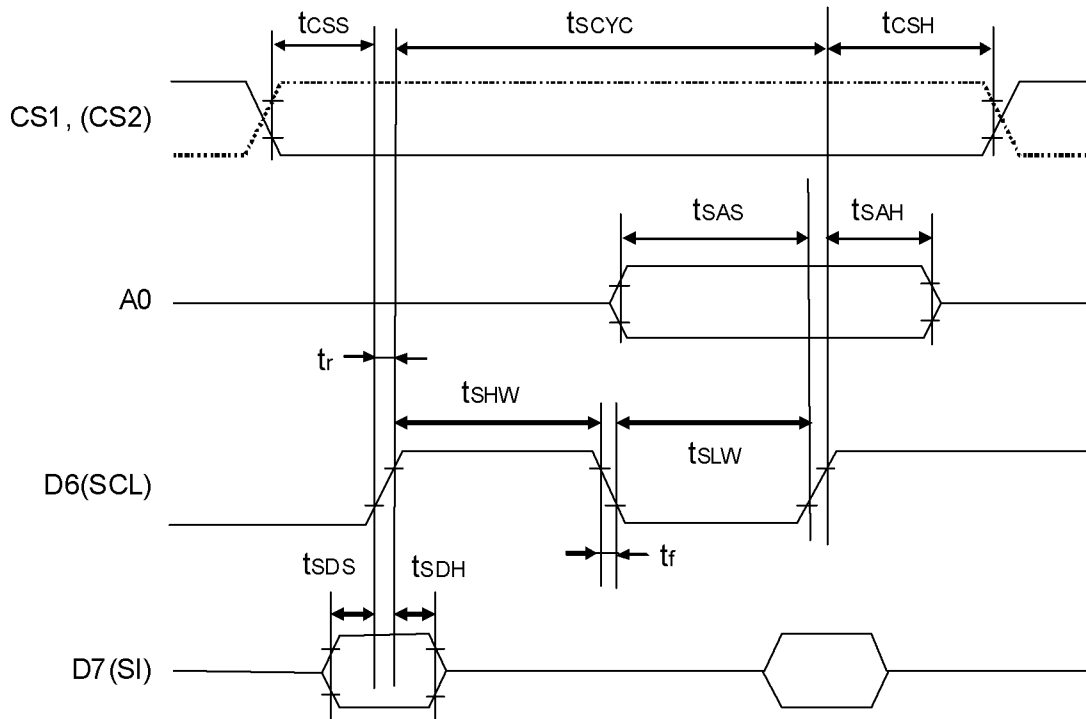 tCSS tSCYC tCSH
CS1, (CS2)
tSAS tSAH
A0
tr
tSHW
tSLW
D6(SCL)
tSDS tSDH tf
D7(SI)